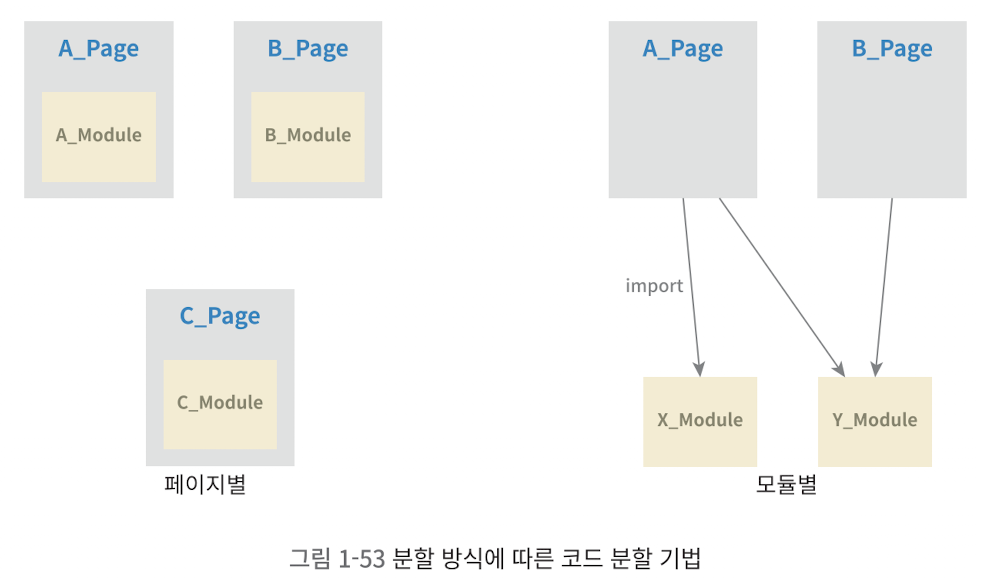 A_Page
A_Module
B_Page
B_Module
C_Page
C_Module
페이지별
A_Page
B_Page
import
X_Module
Y_Module
모듈별
그림 1-53 분할 방식에 따른 코드 분할 기법